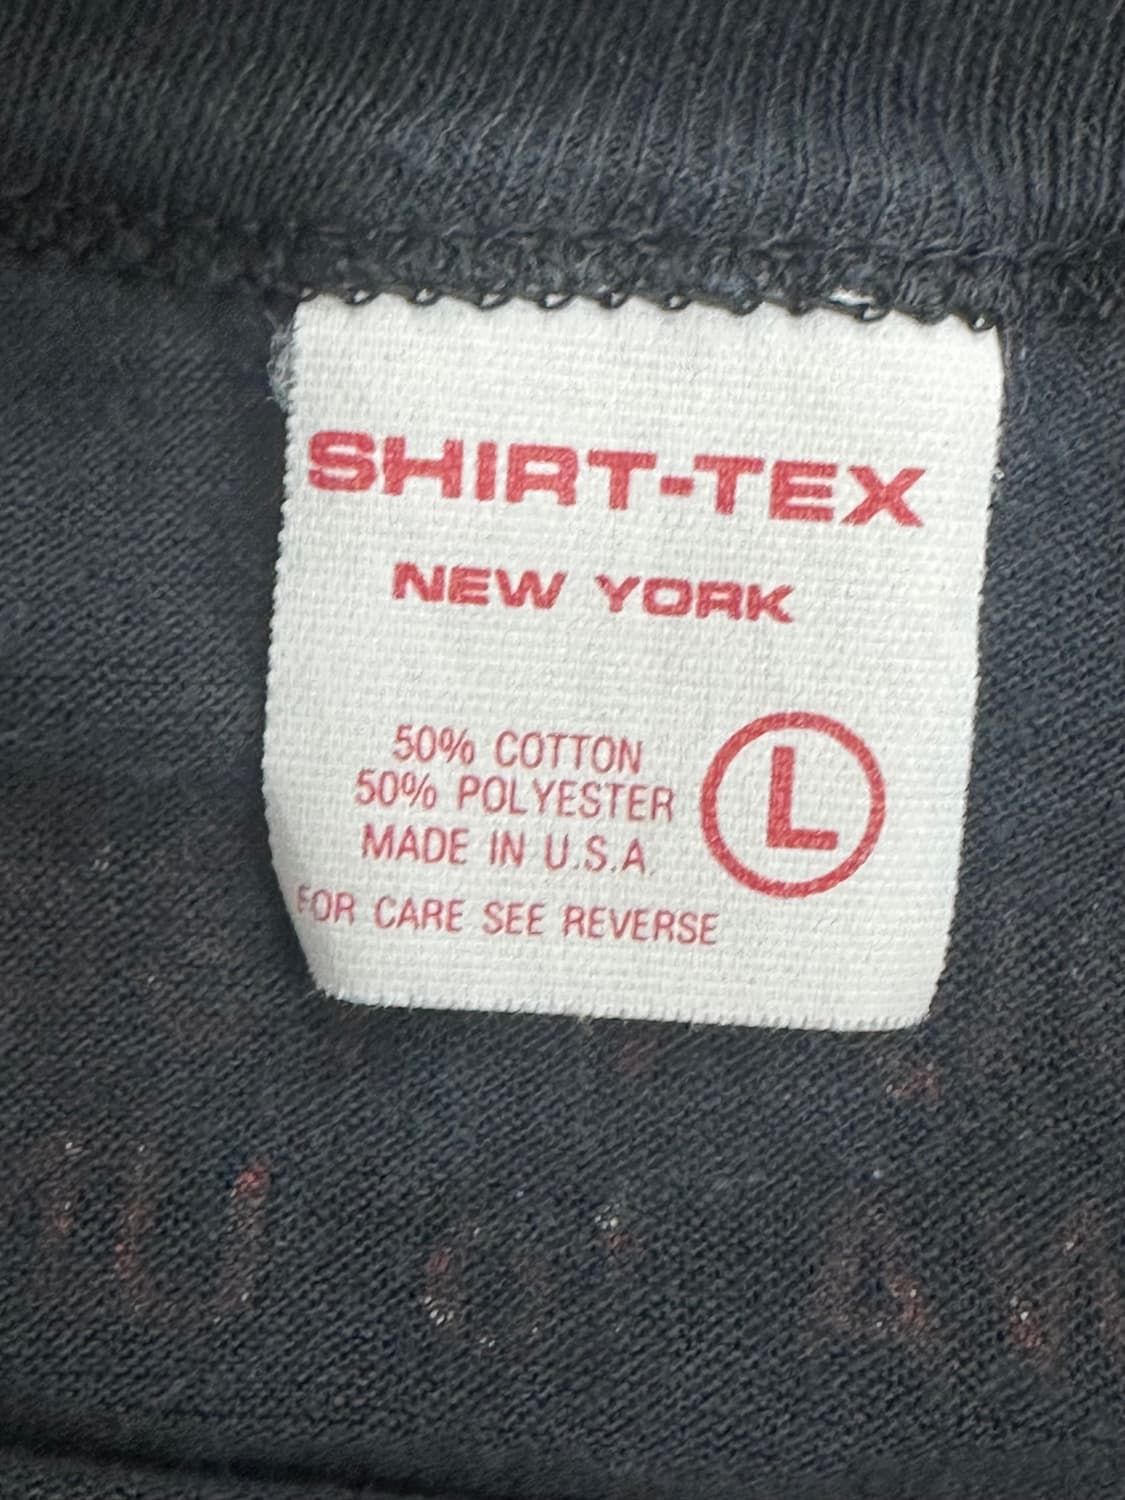 SHIRT-TEX
NEW YORK
50% COTTON
50% POLYESTER
MADE IN U.S.A.
L
FOR CARE SEE REVERSE